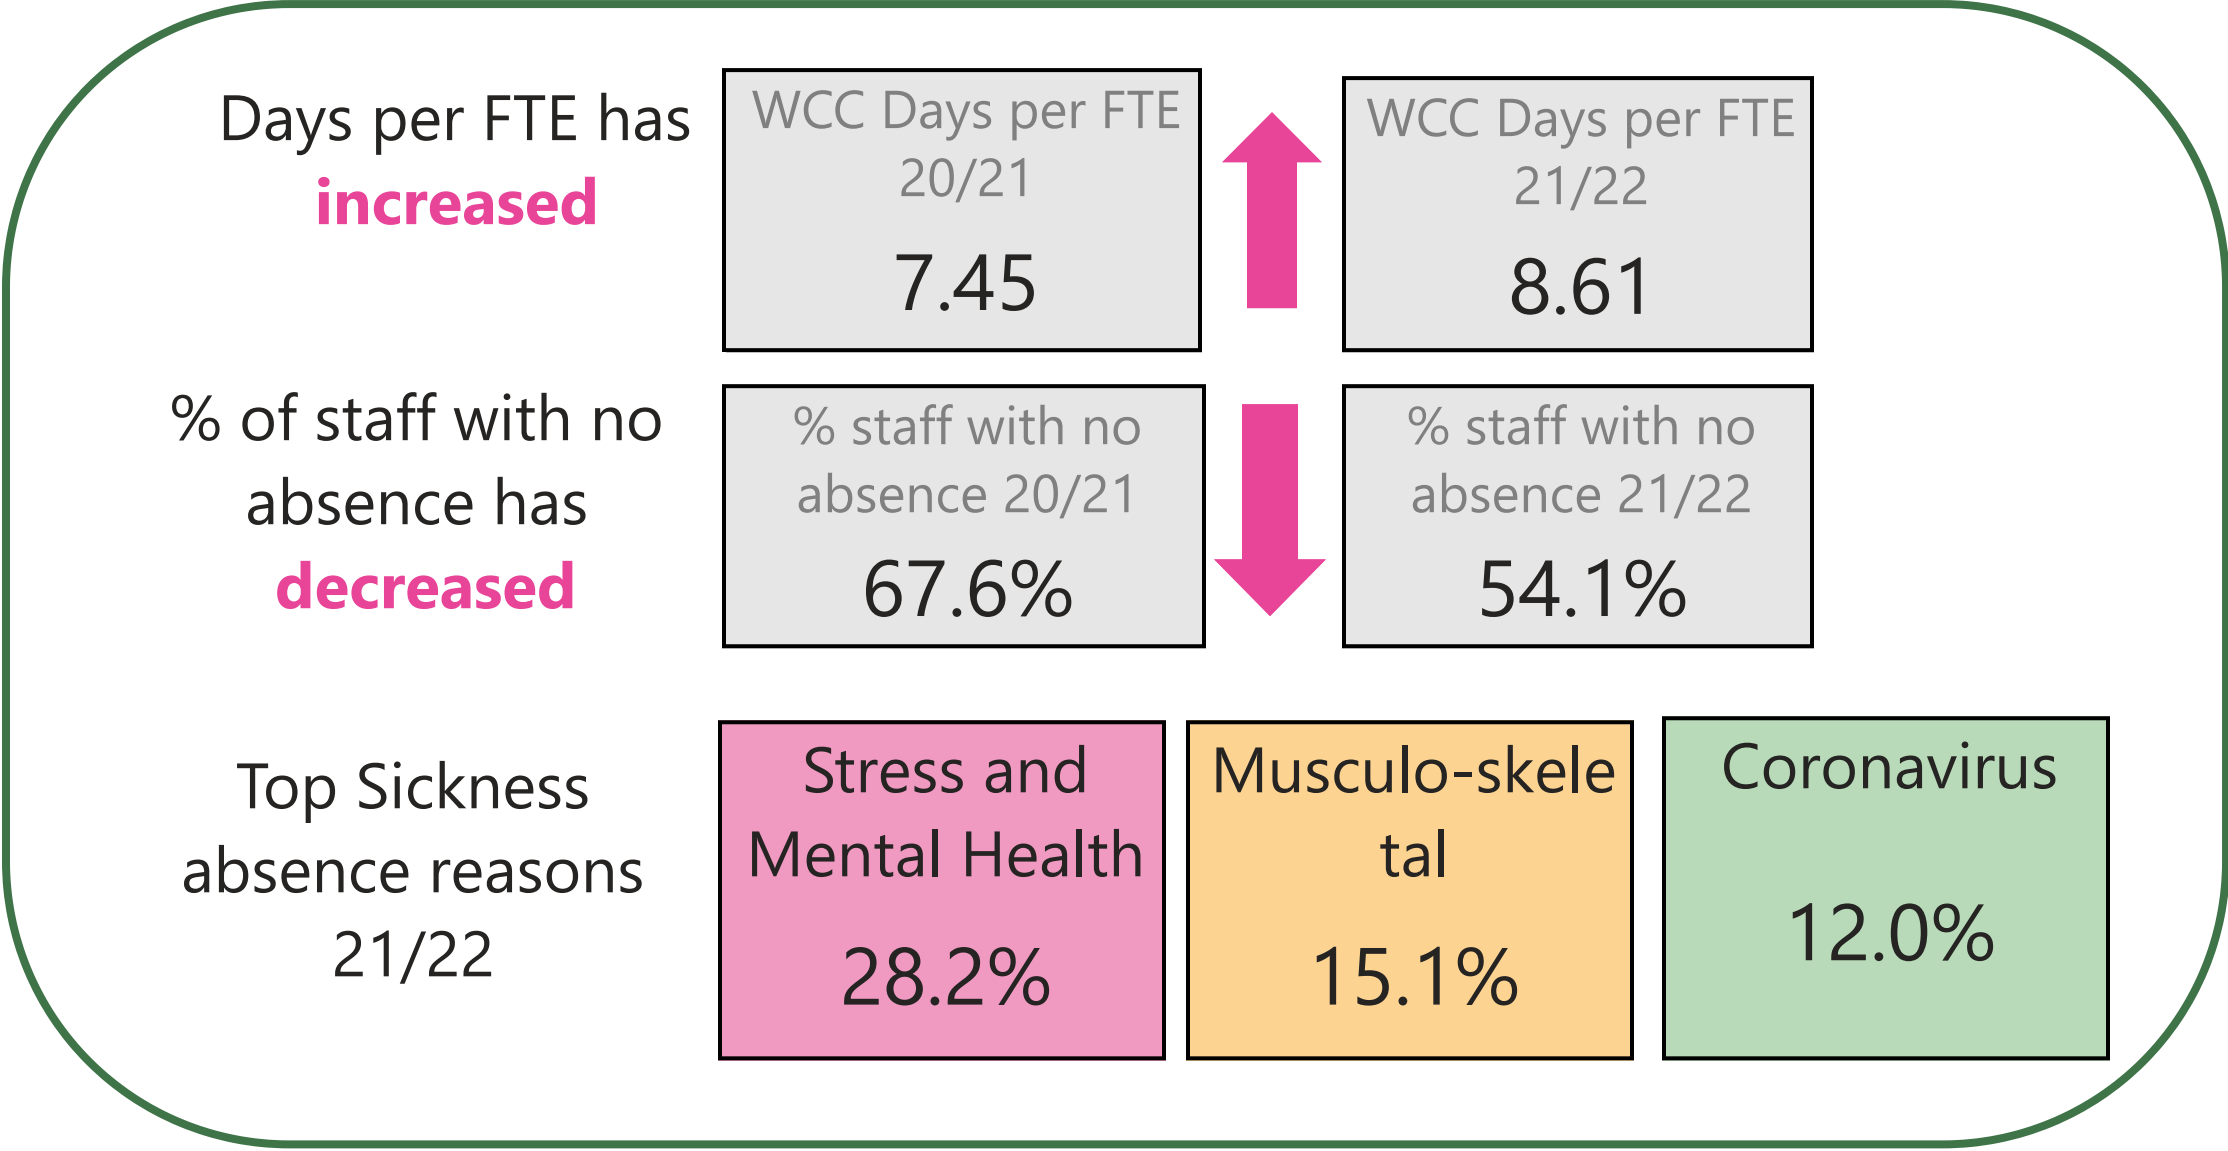 Days per FTE has
increased
WCC Days per FTE
20/21
7.45
WCC Days per FTE
21/22
8.61
% of staff with no
absence has
decreased
% staff with no
absence 20/21
67.6%
% staff with no
absence 21/22
54.1%
Top Sickness
absence reasons
21/22
Stress and
Mental Health
28.2%
Musculo-skele
tal
15.1%
Coronavirus
12.0%